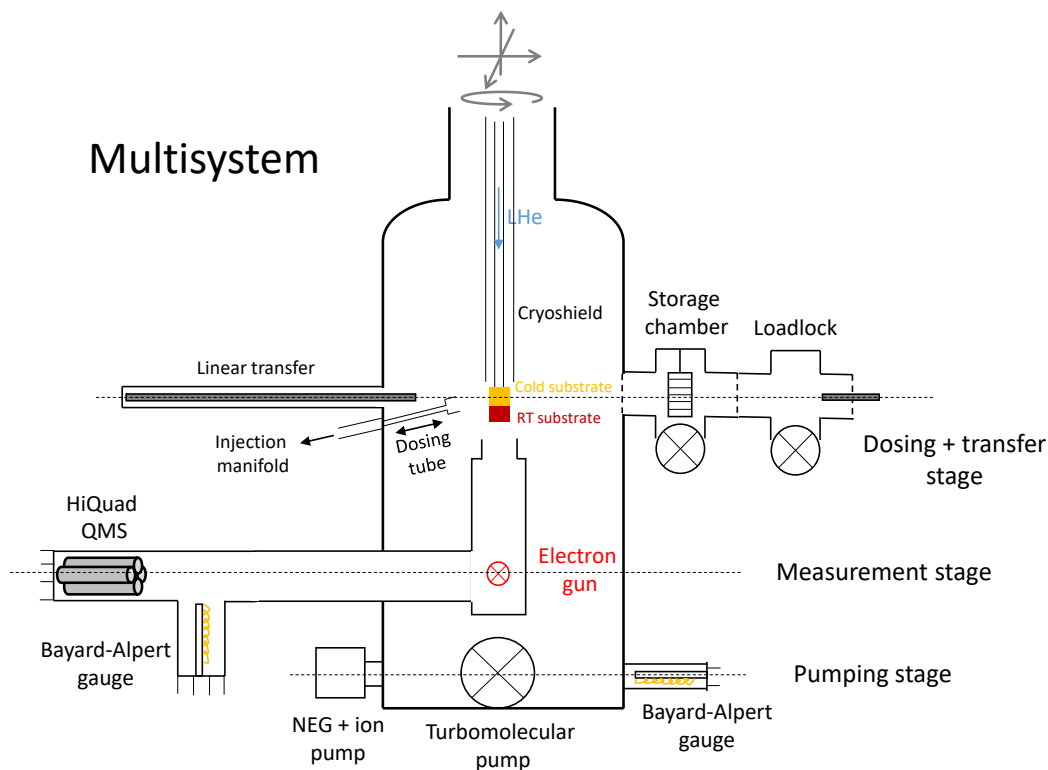 Multisystem
LHe
Cryoshield
Storage
chamber
Loadlock
Linear transfer
Cold substrate
RT substrate
Injection
manifold
Dosing
tube
Dosing + transfer
stage
HiQuad
QMS
Electron
gun
Measurement stage
Bayard-Alpert
gauge
Pumping stage
NEG + ion
pump
Turbomolecular
pump
Bayard-Alpert
gauge